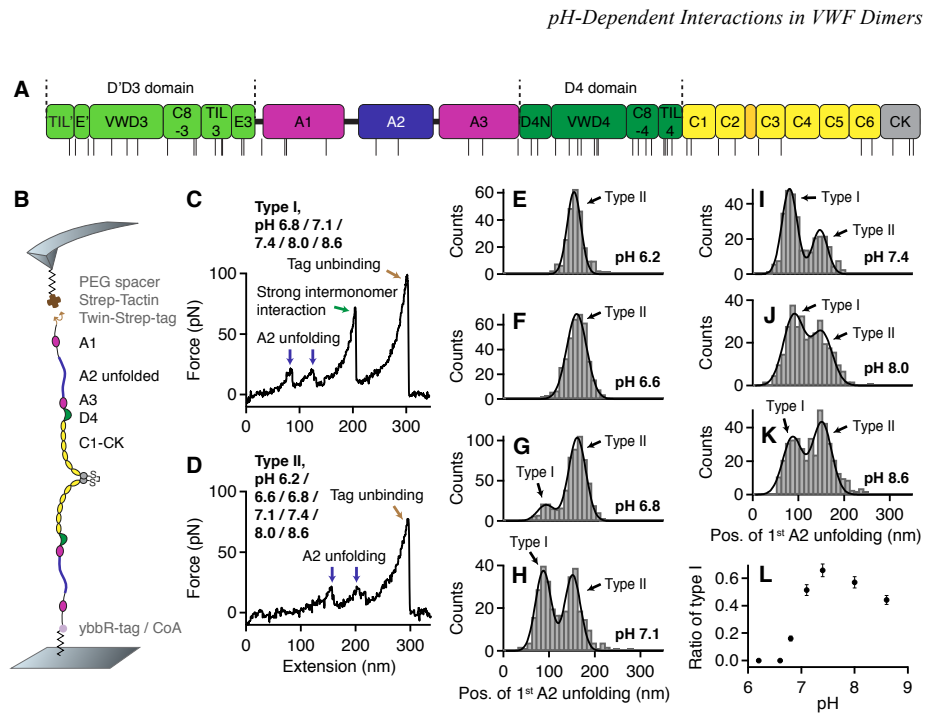 pH-Dependent Interactions in VWF Dimers
A
D'D3 domain
D4 domain
TIL'
E'
VWD3
C8
-3
TIL
3
E3
A1
A2
A3
D4N
VWD4
C8
-4
TIL
4
C1
C2
C3
C4
C5
C6
CK
B
PEG spacer
Strep-Tactin
Twin-Strep-tag
A1
A2 unfolded
A3
D4
C1-CK
S
S
ybbR-tag / CoA
C
Type I,
pH 6.8 / 7.1 /
7.4 / 8.0 / 8.6
Tag unbinding
Strong intermonomer
interaction
A2 unfolding
Force (pN)
100
50
0
0 100 200 300
D
Type II,
pH 6.2 /
6.6 / 6.8 /
7.1 / 7.4 /
8.0 / 8.6
Tag unbinding
A2 unfolding
Force (pN)
100
50
0
0 100 200 300
Extension (nm)
E
Counts
60
40
20
0
Type II
pH 6.2
F
Counts
60
40
20
0
Type II
pH 6.6
G
Counts
100
50
0
Type I
Type II
pH 6.8
H
Counts
40
20
0
Type I
Type II
pH 7.1
0 100 200 300
Pos. of 1st A2 unfolding (nm)
I
Counts
40
20
0
Type I
Type II
pH 7.4
J
Counts
40
20
0
Type I
Type II
pH 8.0
K
Counts
40
20
0
Type I
Type II
pH 8.6
0 100 200 300
Pos of 1st A2 unfolding (nm)
L
Ratio of type I
0.6
0.4
0.2
0.0
6 7 8 9
pH